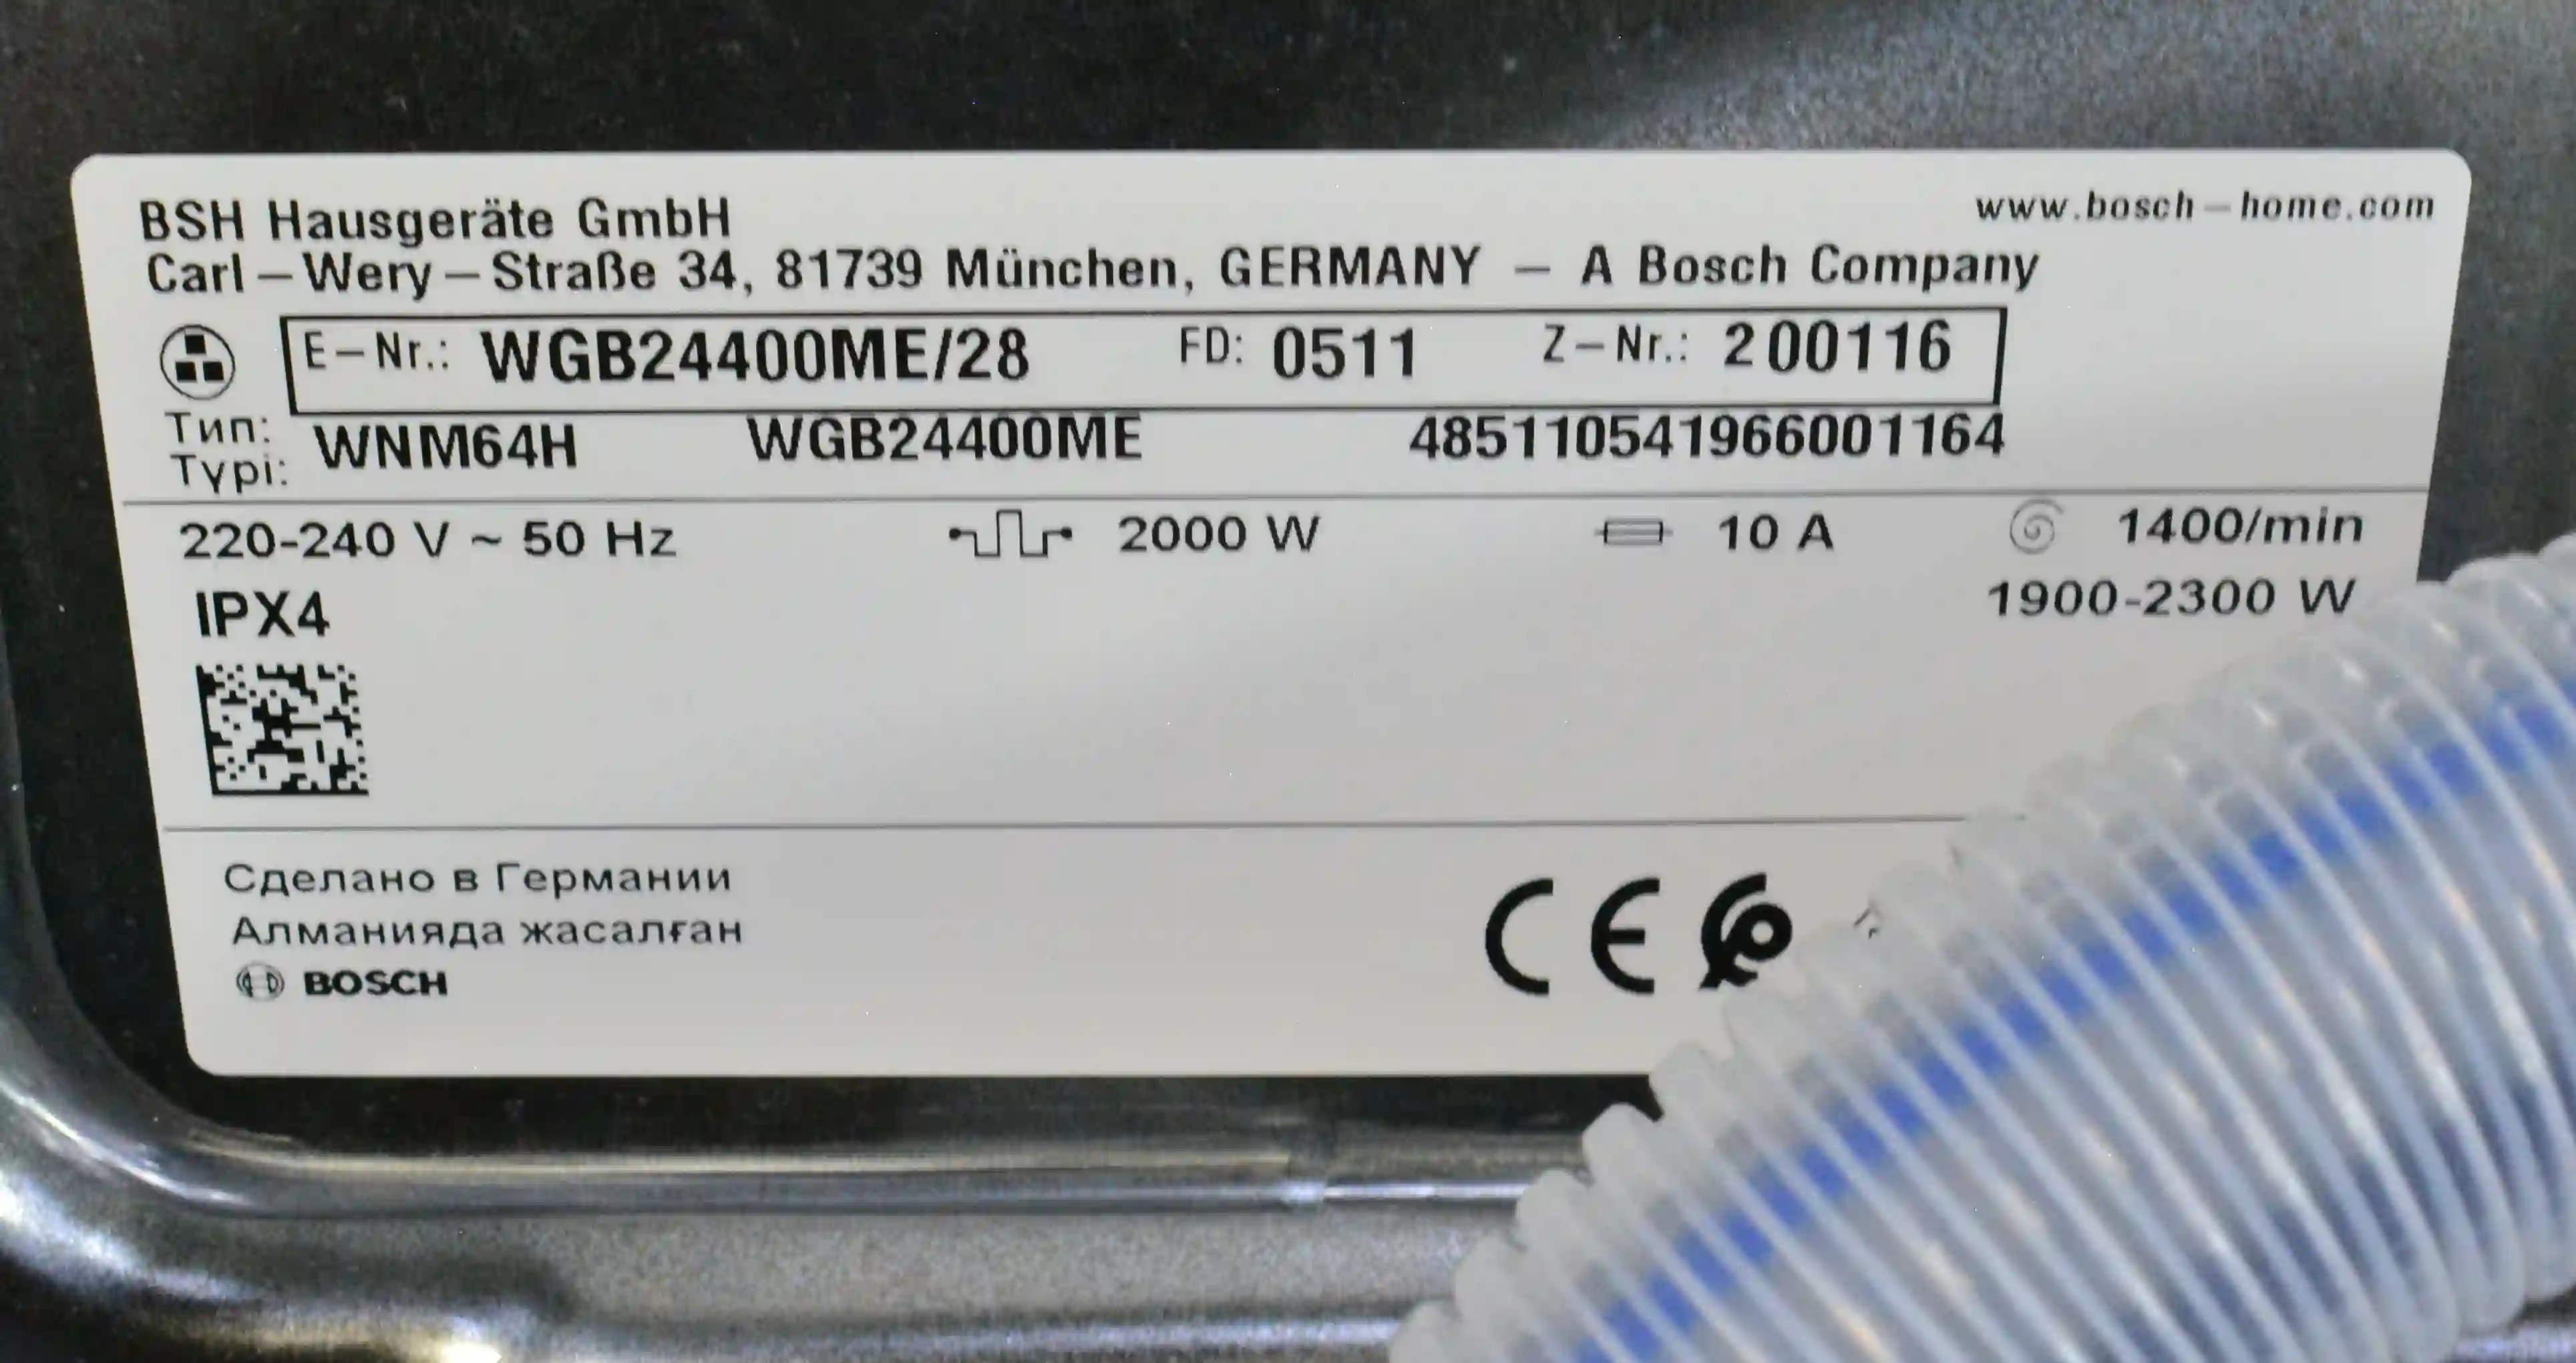 BSH Hausgeräte GmbH
www.bosch-home.com
Carl-Wery-Straße 34, 81739 München, GERMANY - A Bosch Company
E-Nr.: WGB24400ME/28 FD: 0511 Z-Nr.: 200116
Тип: WNM64H WGB24400ME 485110541966001164
Түрі:
220-240 V ~ 50 Hz 2000 W 10 A 1400/min
IPX4 1900-2300 W
Сделано в Германии
Алманияда жасалған
BOSCH CE